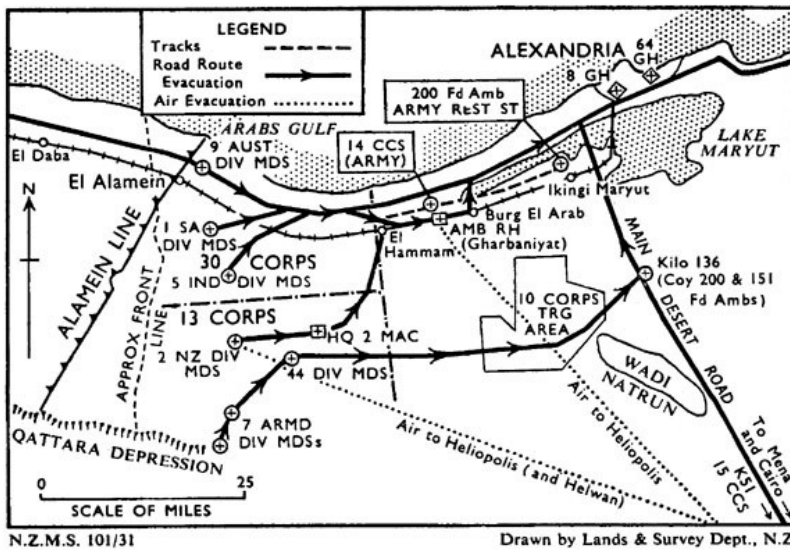 LEGEND
Tracks
Road Route
Evacuation
Air Evacuation
ALEXANDRIA
64
GH
8 GH
200 Fd Amb
ARMY REST ST
14 CCS
(ARMY)
ARABS GULF
9 AUST
DIV MDS
El Daba
El Alamein
LAKE
MARYUT
Ikingi Maryut
Burg El Arab
AMB RH
(Gharbaniyat)
El
Hammam
N
1 SA
DIV MDS
30 CORPS
5 IND DIV MDS
ALAMEIN LINE
APPROX FRONT
LINE
13 CORPS
HQ 2 MAC
2 NZ DIV
MDS
44 DIV MDS
10 CORPS
TRG
AREA
Kilo 136
(Coy 200 & 151
Fd Ambs)
MAIN DESERT ROAD
WADI
NATRUN
7 ARMD
DIV MDSs
QATTARA DEPRESSION
Air to Heliopolis
Air to Heliopolis (and Helwan)
To Mena
and Cairo
K51
15 CCS
0 25
SCALE OF MILES
N.Z.M.S. 101/31
Drawn by Lands & Survey Dept., N.Z